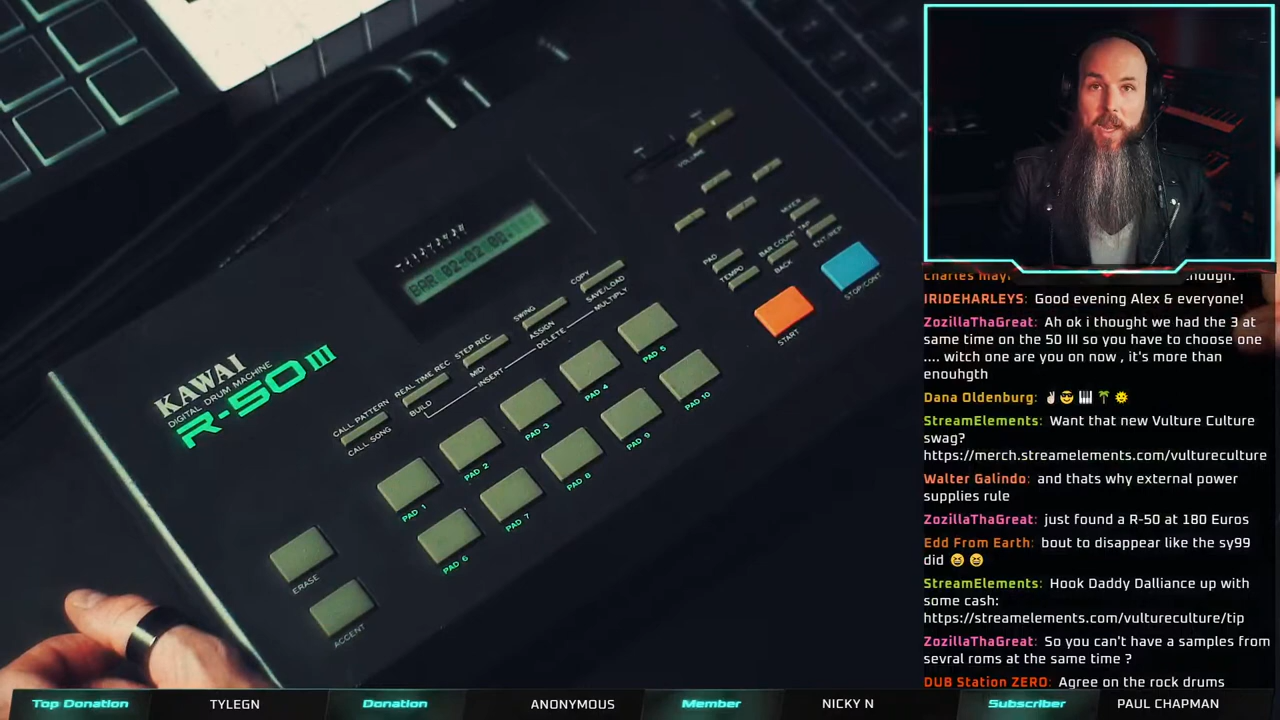 VOLUME
MIXER
TAP
ENT/REP
BAR COUNT
BACK
PAD
TEMPO
STOP/CONT.
START
COPY
SAVE/LOAD
MULTIPLY
SWING
ASSIGN
DELETE
STEP REC
MIDI
INSERT
REAL TIME REC
BUILD
CALL PATTERN
CALL SONG
KAWAI
DIGITAL DRUM MACHINE
R-50III
PAD 1
PAD 2
PAD 3
PAD 4
PAD 5
PAD 6
PAD 7
PAD 8
PAD 9
PAD 10
ERASE
ACCENT
IRIDEHARLEYS: Good evening Alex & everyone!
ZozillaThaGreat: Ah ok i thought we had the 3 at
same time on the 50 III so you have to choose one
.... witch one are you on now , it's more than
enouhgth
Dana Oldenburg: ✌😎🎹🌴🌞
StreamElements: Want that new Vulture Culture
swag?
https://merch.streamelements.com/vultureculture
Walter Galindo: and thats why external power
supplies rule
ZozillaThaGreat: just found a R-50 at 180 Euros
Edd From Earth: bout to disappear like the sy99
did 😆 😆
StreamElements: Hook Daddy Dalliance up with
some cash:
https://streamelements.com/vultureculture/tip
ZozillaThaGreat: So you can't have a samples from
sevral roms at the same time ?
DUB Station ZERO: Agree on the rock drums
Top Donation TYLEGN Donation ANONYMOUS Member NICKY N Subscriber PAUL CHAPMAN